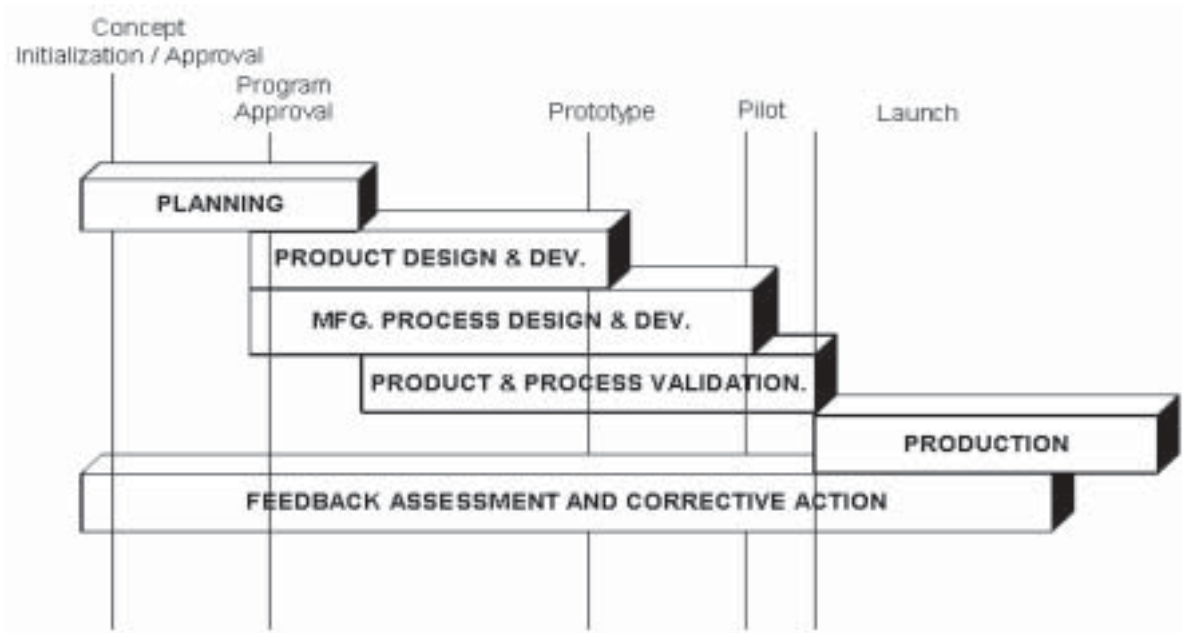 Concept
Initialization / Approval
Program
Approval
Prototype
Pilot
Launch
PLANNING
PRODUCT DESIGN & DEV.
MFG. PROCESS DESIGN & DEV.
PRODUCT & PROCESS VALIDATION.
PRODUCTION
FEEDBACK ASSESSMENT AND CORRECTIVE ACTION